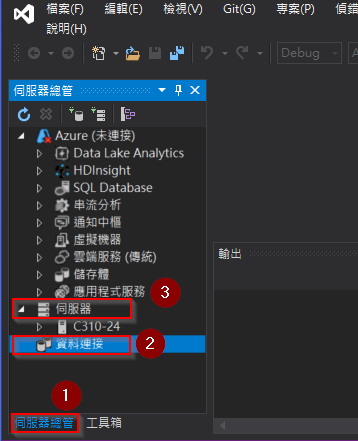 檔案(F) 編輯(E) 檢視(V) Git(G) 專案(P) 偵錯
說明(H)
Debug
伺服器總管
Azure (未連接)
Data Lake Analytics
HDInsight
SQL Database
串流分析
通知中樞
虛擬機器
雲端服務 (傳統)
儲存體
應用程式服務 3
伺服器
C310-24
資料連接 2
輸出
1
伺服器總管 工具箱